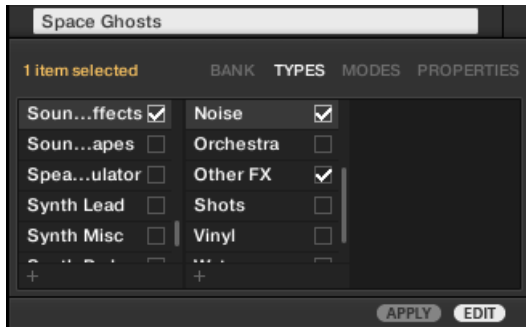 Space Ghosts
1 item selected BANK TYPES MODES PROPERTIES
Soun...ffects Noise
Soun...apes Orchestra
Spea...ulator Other FX
Synth Lead Shots
Synth Misc Vinyl
+ +
APPLY EDIT